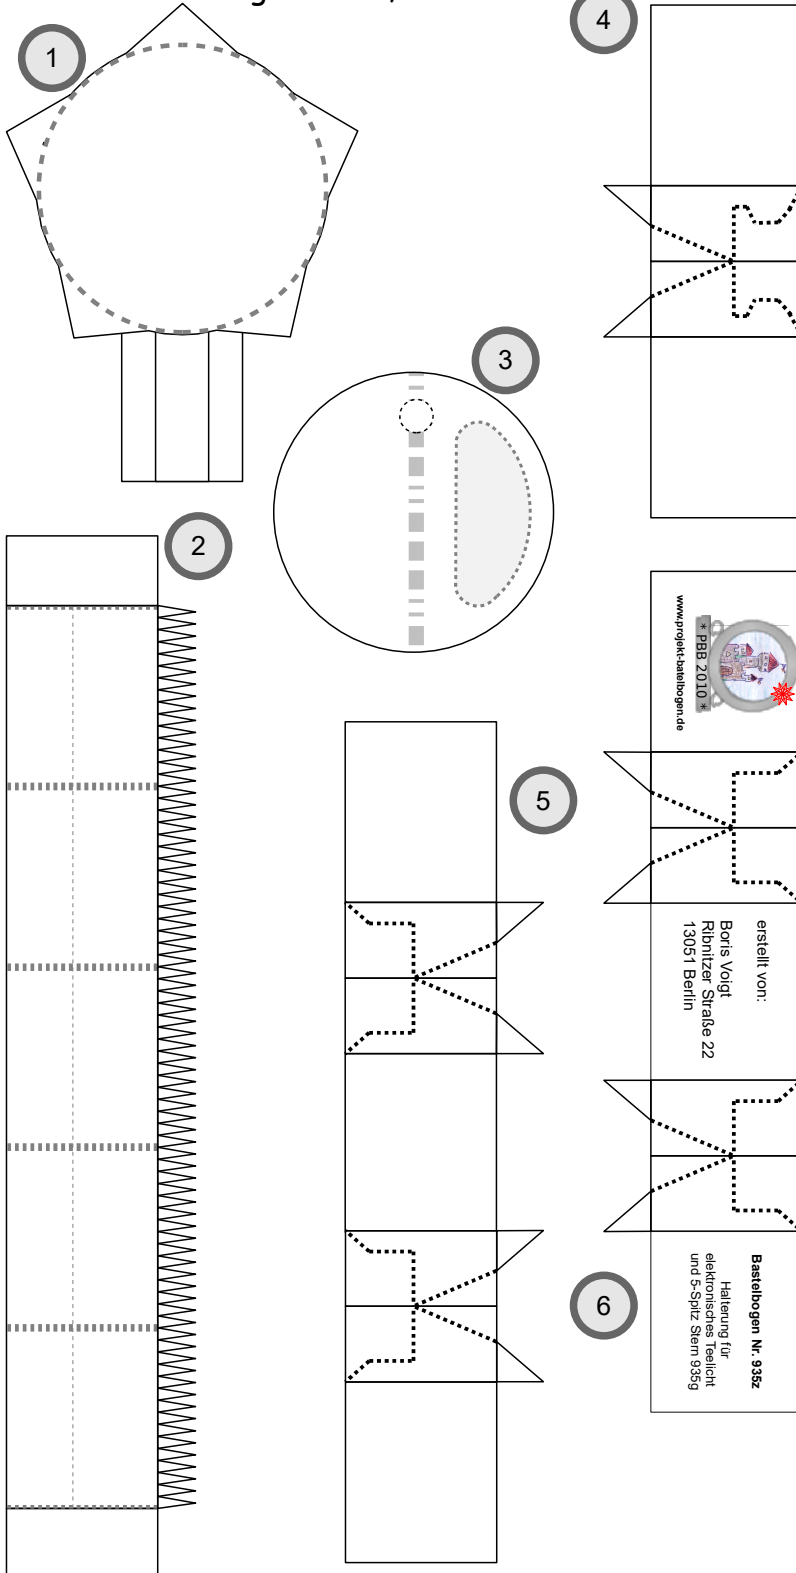 1
4
3
2
www.projekt-batelbogen.de
* PBB 2010 *
5
erstellt von:
Boris Voigt
Ribnitzer Straße 22
13051 Berlin
6
Bastelbogen Nr. 935z
Halterung für
elektronisches Teelicht
und 5-Spitz Stern 935g